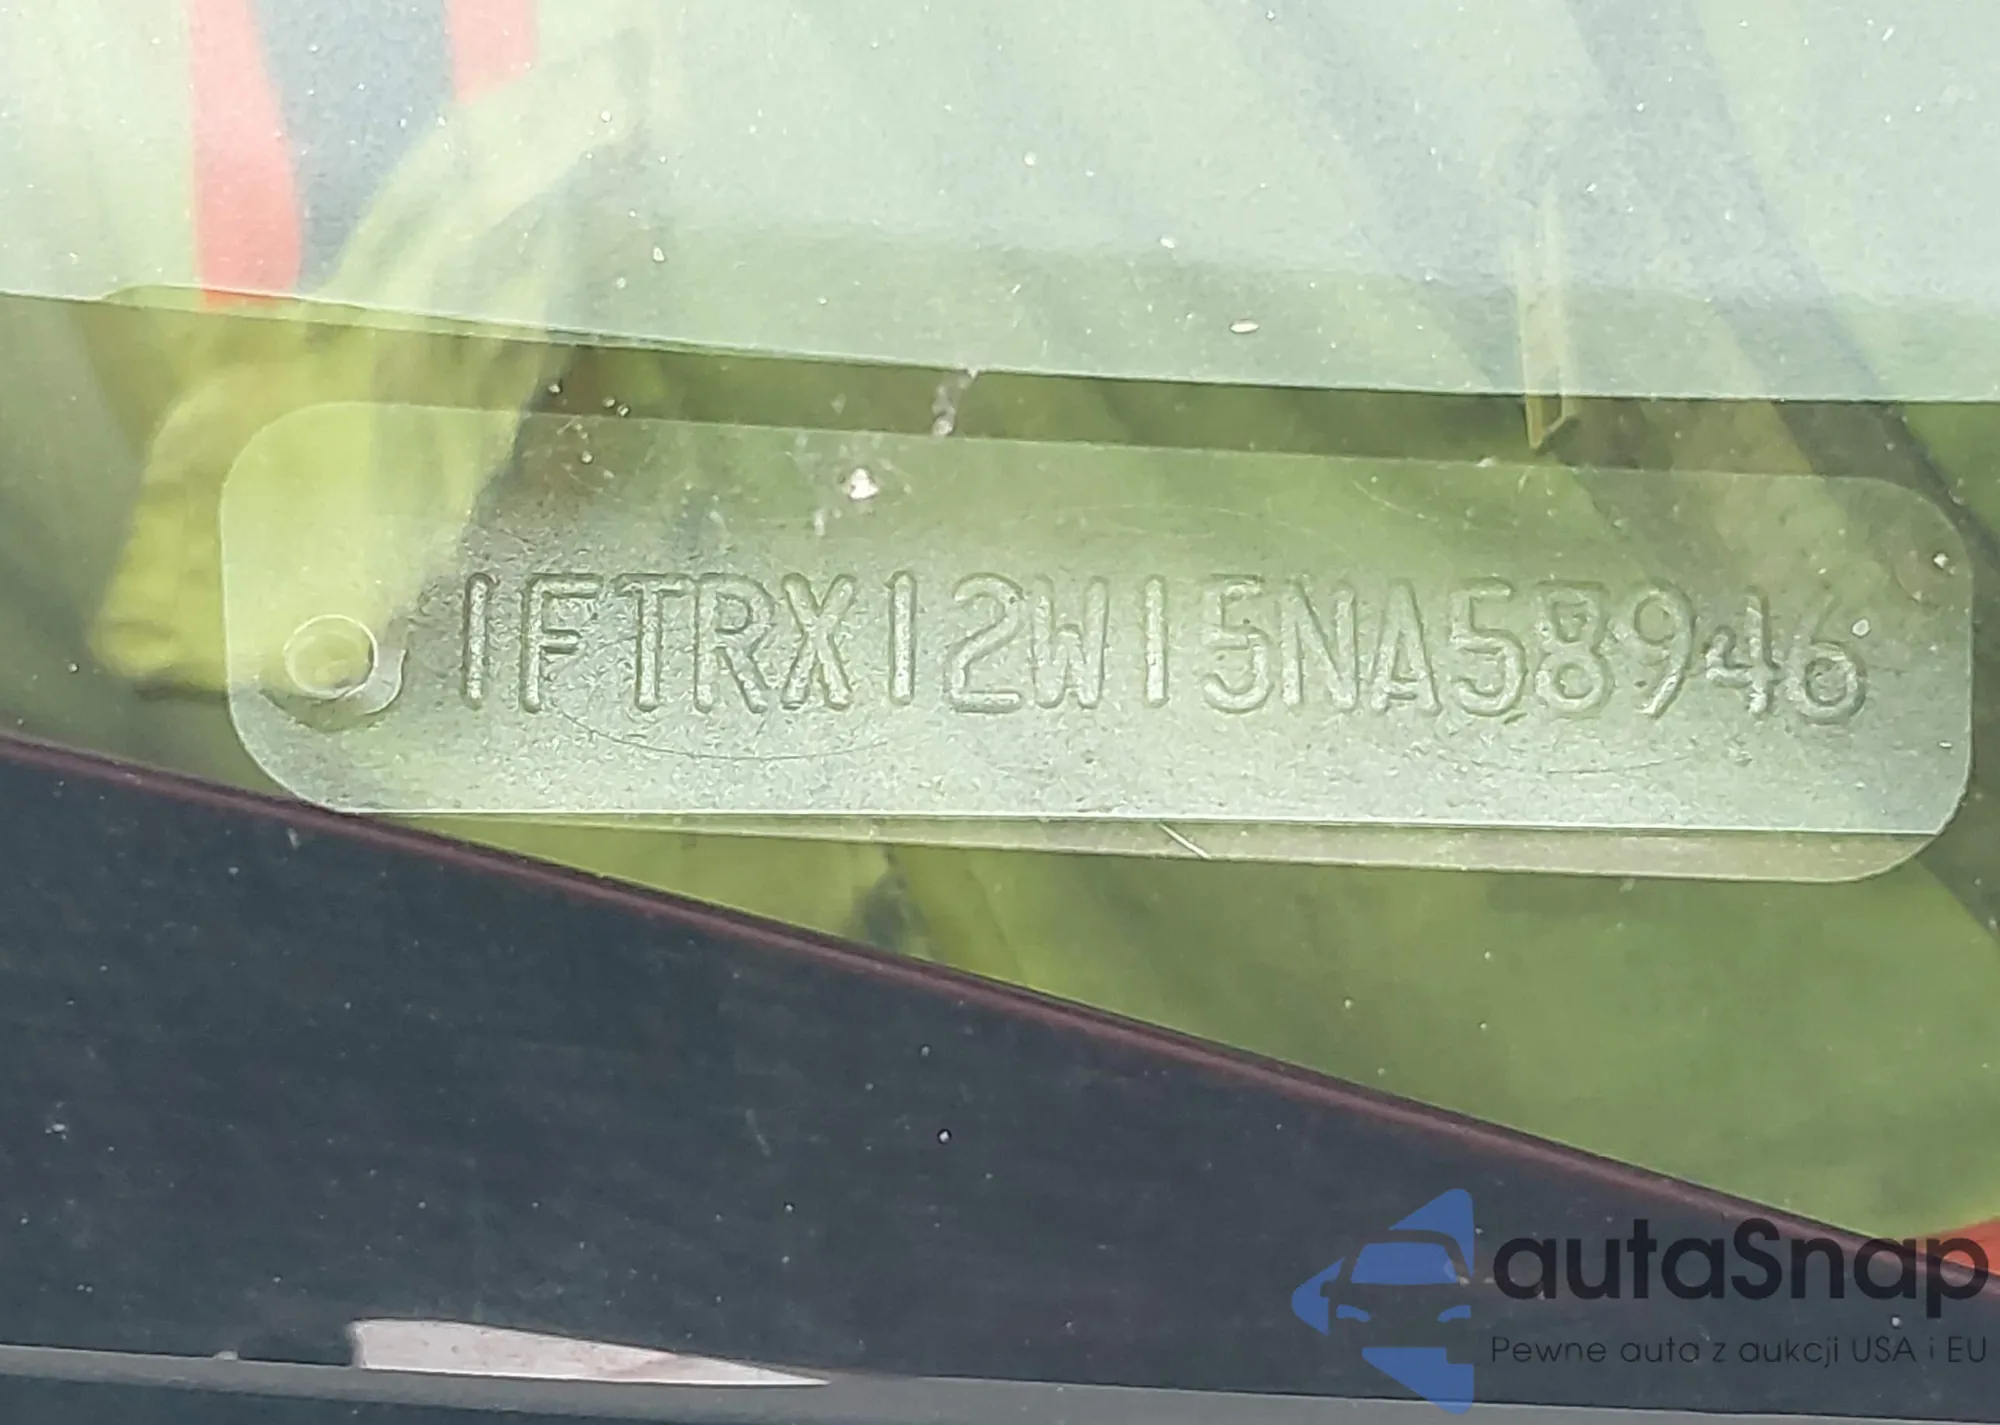 1FTRX12W15NA58946
autaSnap
Pewne auta z aukcji USA i EU